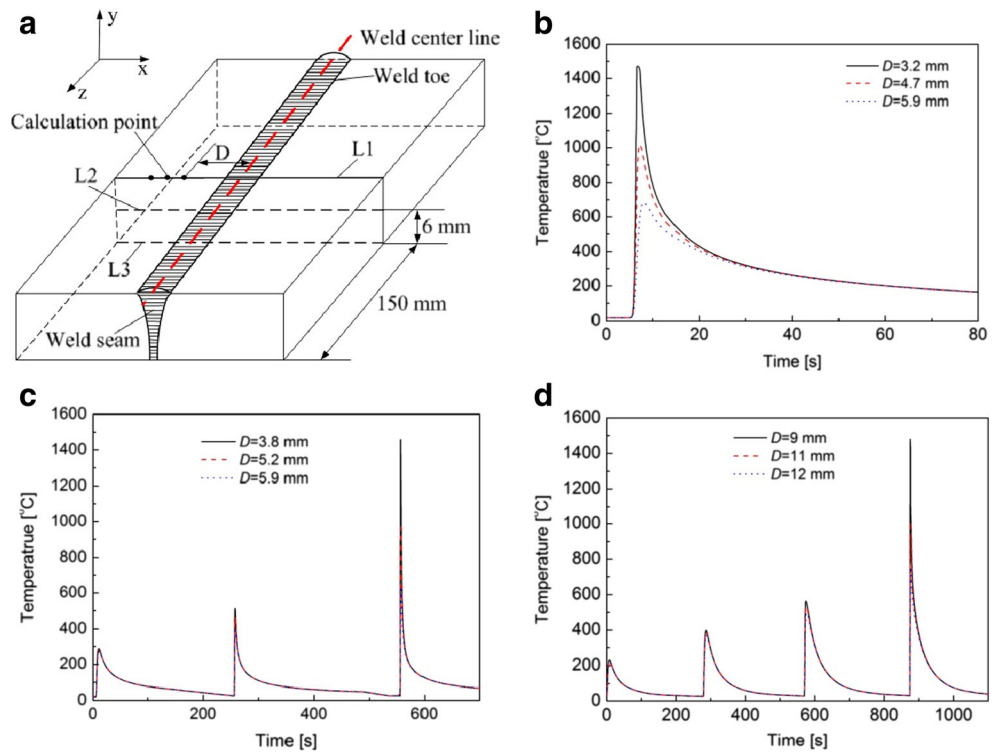 a
y
x
z
Weld center line
Weld toe
Calculation point
D
L1
L2
6 mm
L3
150 mm
Weld seam
b
1600
1400
1200
1000
800
600
400
200
0
Temperatrue [°C]
D=3.2 mm
D=4.7 mm
D=5.9 mm
0 20 40 60 80
Time [s]
c
1600
1400
1200
1000
800
600
400
200
0
Temperatrue [°C]
D=3.8 mm
D=5.2 mm
D=5.9 mm
0 200 400 600
Time [s]
d
1600
1400
1200
1000
800
600
400
200
0
Temperature [°C]
D=9 mm
D=11 mm
D=12 mm
0 200 400 600 800 1000
Time [s]